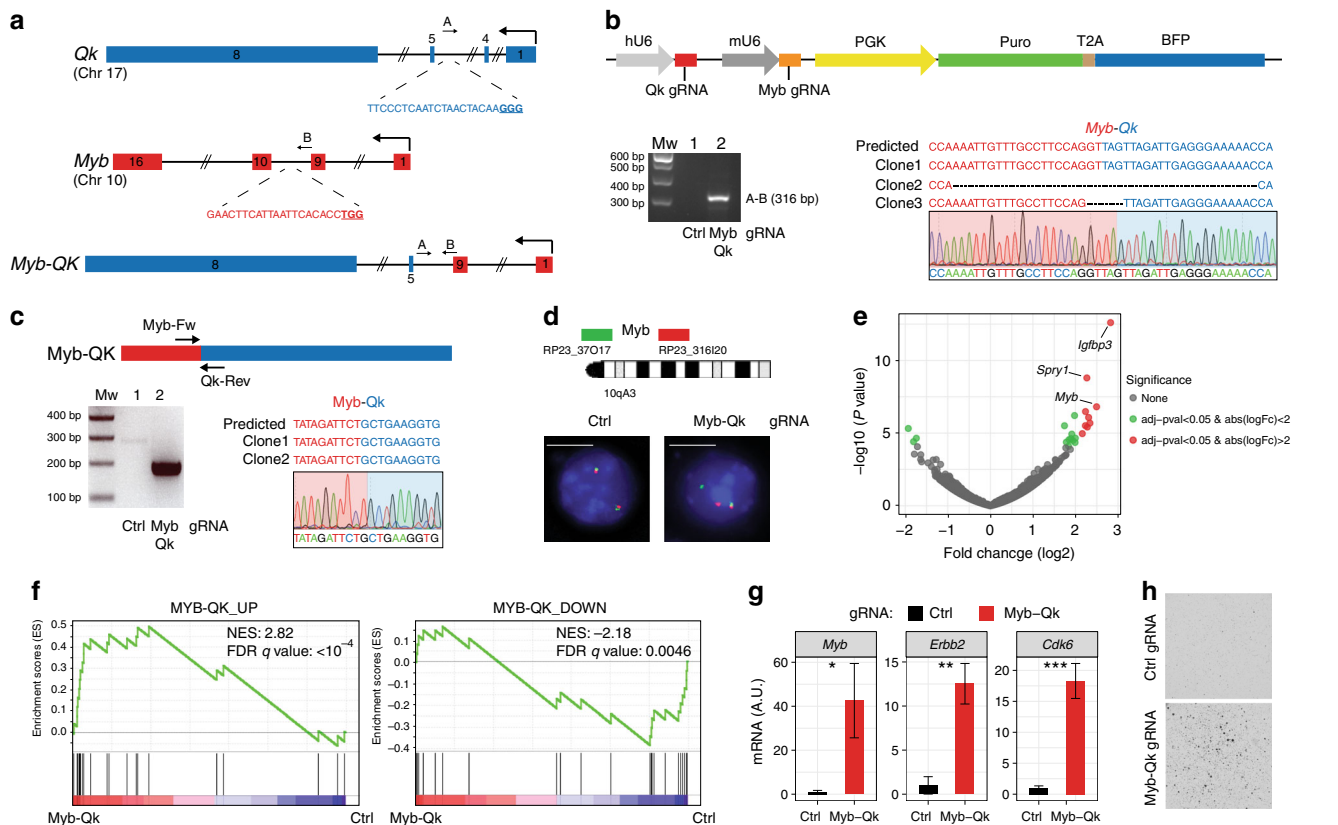 a
Qk
(Chr 17)
8
5
A
4
1
TTCCCTCAATCTAACTACAAGGG
Myb
(Chr 10)
16
10
B
9
1
GAACTTCATTAATTCACACCTGG
Myb-QK
8
5
A
B
9
1
b
hU6
mU6
PGK
Puro
T2A
BFP
Qk gRNA
Myb gRNA
Mw 1 2
600 bp
500 bp
400 bp
300 bp
A-B (316 bp)
Ctrl Myb gRNA
Qk
Myb-Qk
Predicted CCAAAATTGTTTGCCTTCCAGGTTAGTTAGATTGAGGGAAAAACCA
Clone1 CCAAAATTGTTTGCCTTCCAGGTTAGTTAGATTGAGGGAAAAACCA
Clone2 CCA CA
Clone3 CCAAAATTGTTTGCCTTCCAG TTAGATTGAGGGAAAAACCA
CCAAAATTGTTTGCCTTCCAGGTTAGTTAGATTGAGGGAAAAACCA
c
Myb-Fw
Myb-QK
Qk-Rev
Mw 1 2
400 bp
300 bp
200 bp
100 bp
Ctrl Myb gRNA
Qk
Myb-Qk
Predicted TATAGATTCTGCTGAAGGTG
Clone1 TATAGATTCTGCTGAAGGTG
Clone2 TATAGATTCTGCTGAAGGTG
TATAGATTCTGCTGAAGGTG
d
Myb
RP23_37O17
RP23_316I20
10qA3
Ctrl
Myb-Qk
gRNA
e
Igfbp3
Spry1
Myb
−log10 (P value)
10
5
0
−2 −1 0 1 2 3
Fold chancge (log2)
Significance
None
adj−pval<0.05 & abs(logFc)<2
adj−pval<0.05 & abs(logFc)>2
f
MYB-QK_UP
NES: 2.82
FDR q value: <10⁻⁴
Enrichment scores (ES)
0.5
0.4
0.3
0.2
0.1
0.0
Myb-Qk
Ctrl
MYB-QK_DOWN
NES: −2.18
FDR q value: 0.0046
Enrichment scores (ES)
0.1
0.0
−0.1
−0.2
−0.3
−0.4
Myb-Qk
Ctrl
g
gRNA: Ctrl Myb−Qk
mRNA (A.U.)
Myb
*
60
40
20
0
Ctrl Myb−Qk
Erbb2
**
15
10
5
0
Ctrl Myb−Qk
Cdk6
***
20
15
10
5
0
Ctrl Myb−Qk
h
Ctrl gRNA
Myb-Qk gRNA